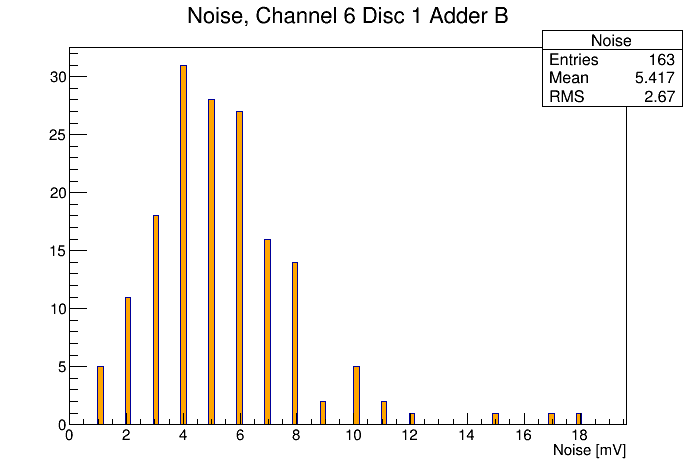 Noise, Channel 6 Disc 1 Adder B
Noise
Entries 163
Mean 5.417
RMS 2.67
30
25
20
15
10
5
0
0 2 4 6 8 10 12 14 16 18
Noise [mV]